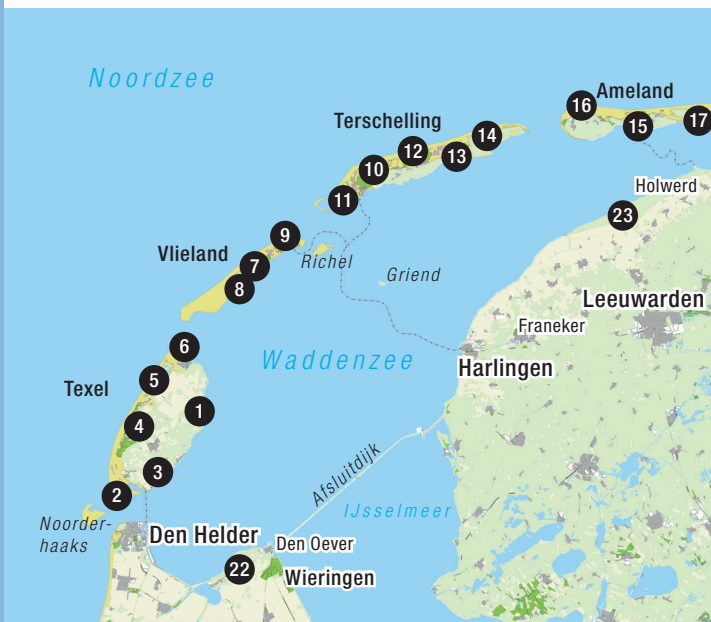 Noordzee
Ameland
16
15
17
Terschelling
14
12
13
10
11
Holwerd
23
9
Vlieland
7
Richel
8
Griend
Leeuwarden
Franeker
6
Waddenzee
Harlingen
Texel
5
1
4
3
2
Afsluitdijk
IJsselmeer
Noorder-
haaks
Den Helder
Den Oever
22
Wieringen